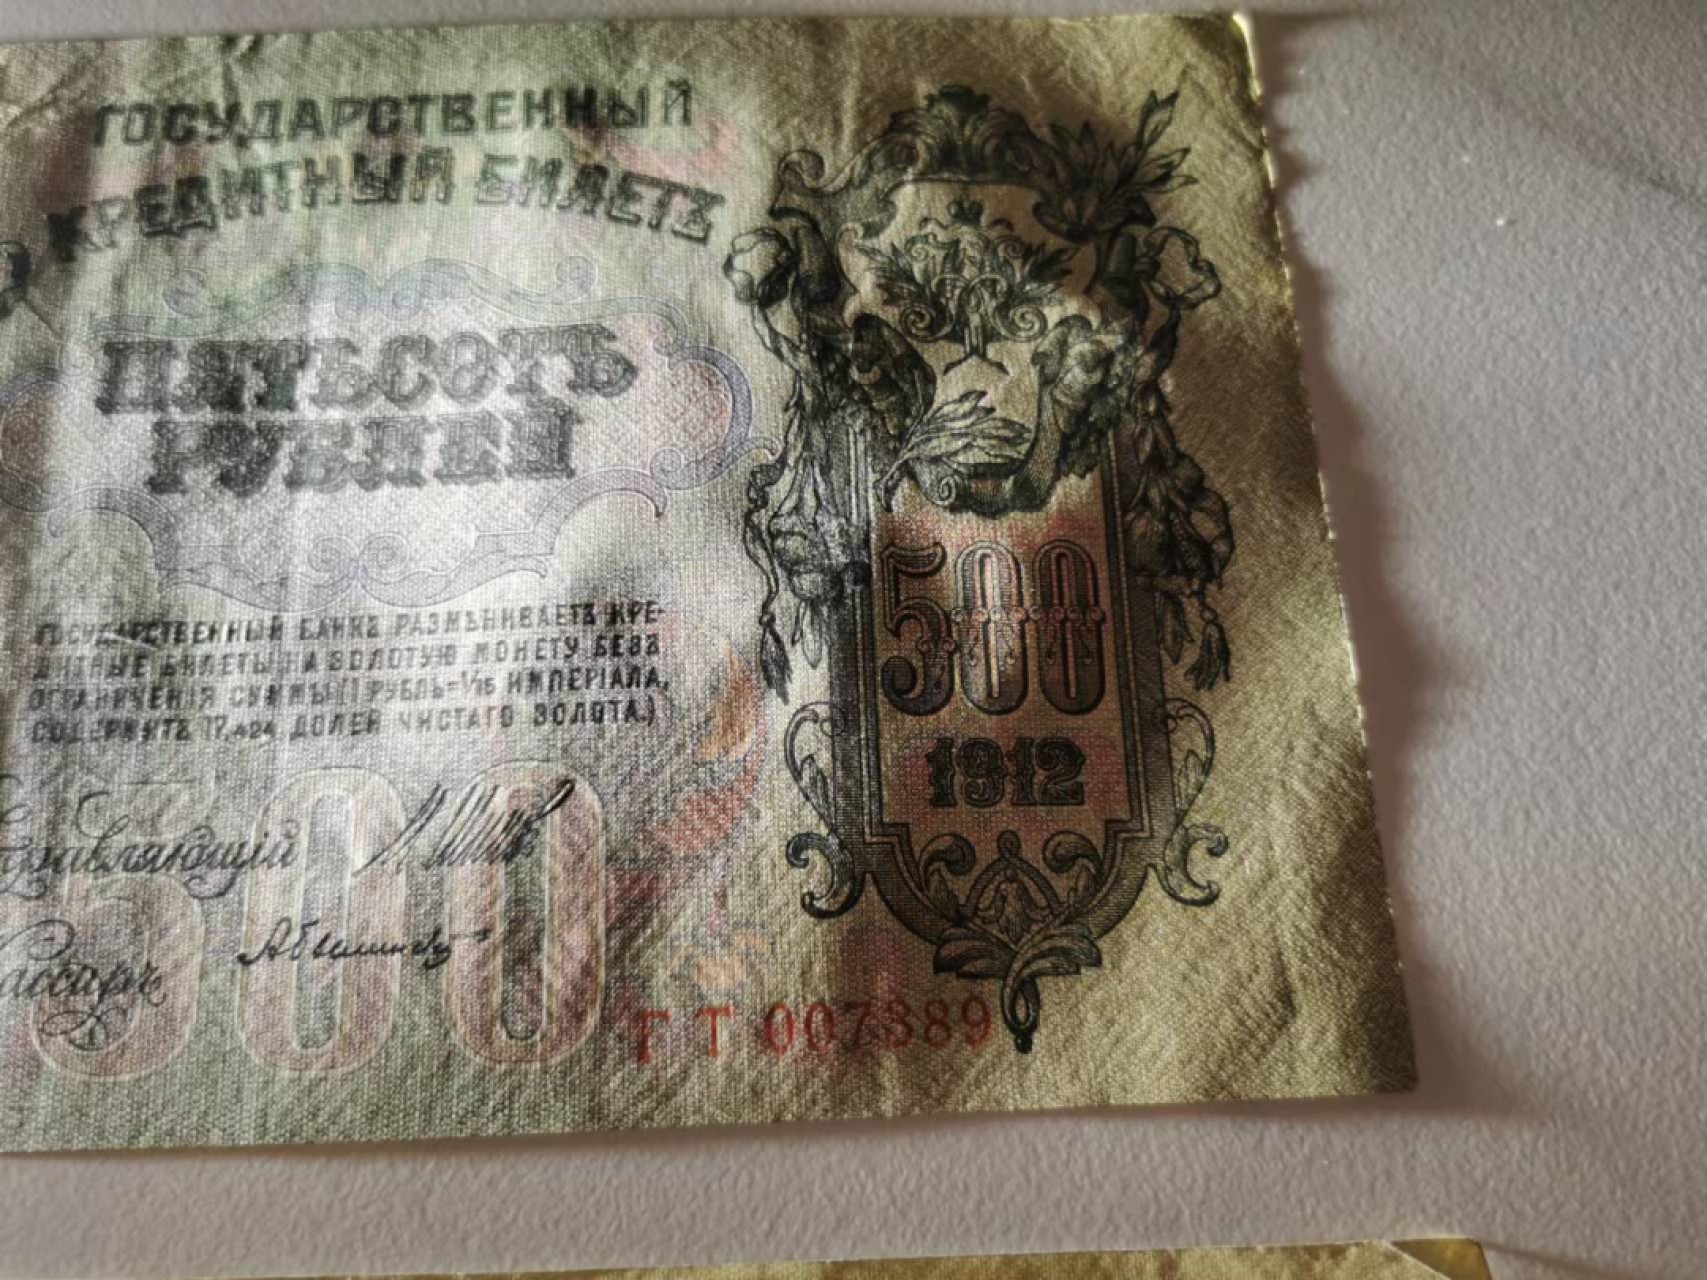 ГОСУДАРСТВЕННЫЙ
КРЕДИТНЫЙ БИЛЕТЪ
ПЯТЬСОТЪ
РУБЛЕЙ
ГОСУДАРСТВЕННЫЙ БАНКЪ РАЗМѢНИВАЕТЪ КРЕ-
ДИТНЫЕ БИЛЕТЫ НА ЗОЛОТУЮ МОНЕТУ БЕЗЪ
ОГРАНИЧЕНІЯ СУММЫ (1 РУБЛЬ=1/15 ИМПЕРІАЛА,
СОДЕРЖИТЪ 17,424 ДОЛЕЙ ЧИСТАГО ЗОЛОТА.)
Управляющій
Кассиръ
500
ГТ 007389
500
1912